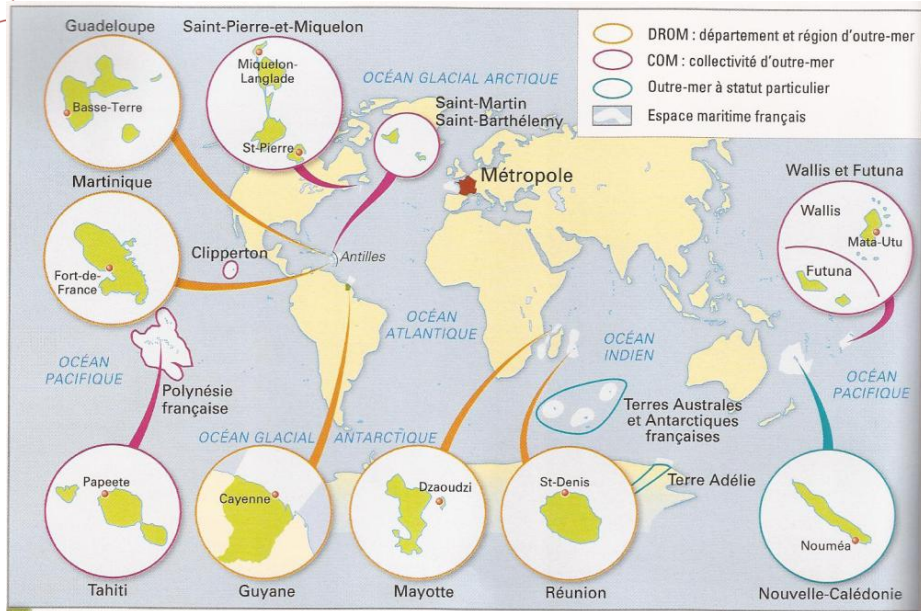 Guadeloupe
Basse-Terre
Saint-Pierre-et-Miquelon
Miquelon-
Langlade
St-Pierre
OCÉAN GLACIAL ARCTIQUE
Saint-Martin
Saint-Barthélemy
DROM : département et région d'outre-mer
COM : collectivité d'outre-mer
Outre-mer à statut particulier
Espace maritime français
Métropole
Wallis et Futuna
Wallis
Mata-Utu
Futuna
Martinique
Fort-de-
France
Clipperton
Antilles
OCÉAN
ATLANTIQUE
OCÉAN
INDIEN
OCÉAN
PACIFIQUE
Polynésie
française
OCÉAN
PACIFIQUE
Terres Australes
et Antarctiques
françaises
OCÉAN GLACIAL ANTARCTIQUE
Terre Adélie
Papeete
Tahiti
Cayenne
Guyane
Dzaoudzi
Mayotte
St-Denis
Réunion
Nouméa
Nouvelle-Calédonie